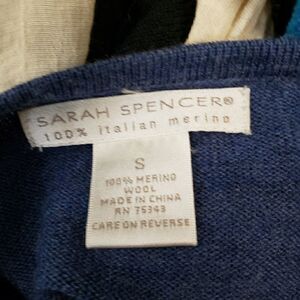 SARAH SPENCER®
100% italian merino
S
100% MERINO
WOOL
MADE IN CHINA
RN 75343
CARE ON REVERSE